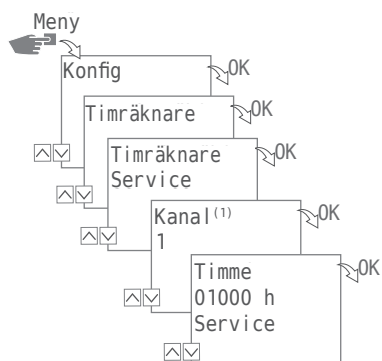 Meny
Konfig
OK
Timräknare
OK
Timräknare
Service
OK
Kanal(1)
1
OK
Timme
01000 h
Service
OK